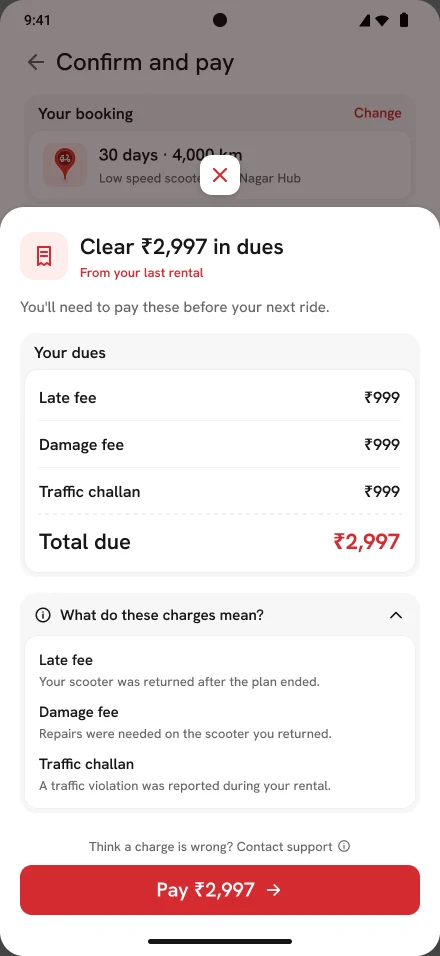 9:41
Confirm and pay
Your booking
Change
30 days · 4,000 km
Low speed scoote Nagar Hub
Clear ₹2,997 in dues
From your last rental
You'll need to pay these before your next ride.
Your dues
Late fee ₹999
Damage fee ₹999
Traffic challan ₹999
Total due ₹2,997
What do these charges mean?
Late fee
Your scooter was returned after the plan ended.
Damage fee
Repairs were needed on the scooter you returned.
Traffic challan
A traffic violation was reported during your rental.
Think a charge is wrong? Contact support
Pay ₹2,997 →